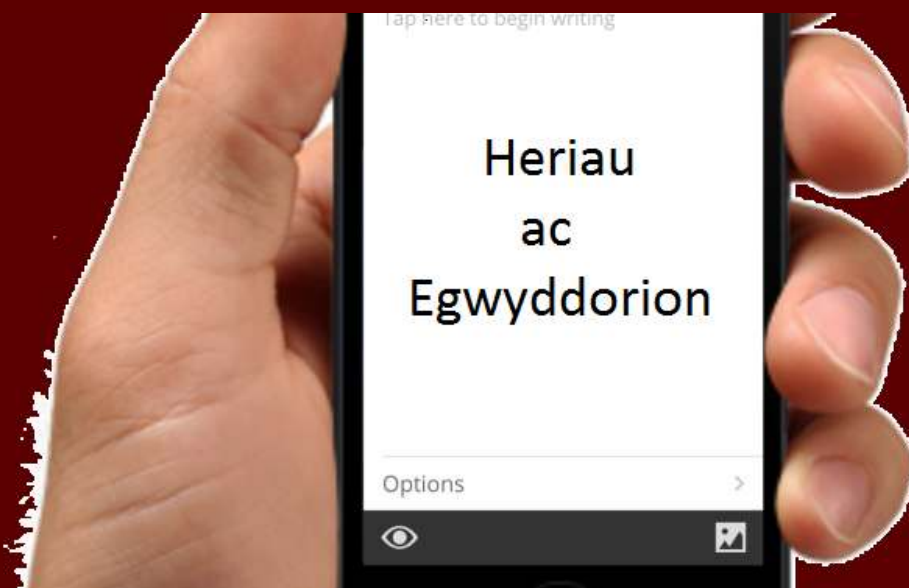 Tap here to begin writing
Heriau
ac
Egwyddorion
Options